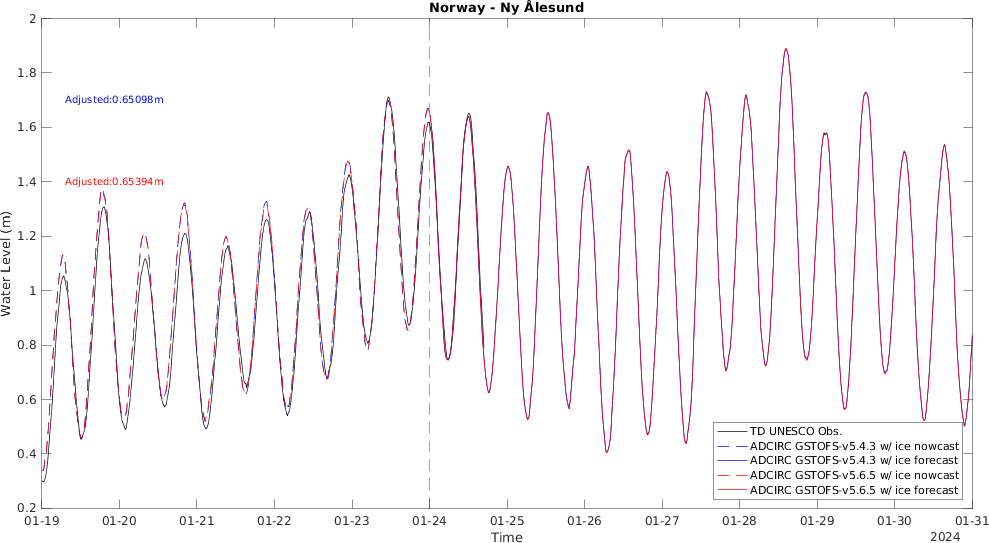 Norway - Ny Ålesund
2
1.8
1.6
1.4
1.2
1
0.8
0.6
0.4
0.2
Water Level (m)
Adjusted:0.65098m
Adjusted:0.65394m
TD UNESCO Obs.
ADCIRC GSTOFS-v5.4.3 w/ ice nowcast
ADCIRC GSTOFS-v5.4.3 w/ ice forecast
ADCIRC GSTOFS-v5.6.5 w/ ice nowcast
ADCIRC GSTOFS-v5.6.5 w/ ice forecast
01-19 01-20 01-21 01-22 01-23 01-24 01-25 01-26 01-27 01-28 01-29 01-30 01-31
Time
2024